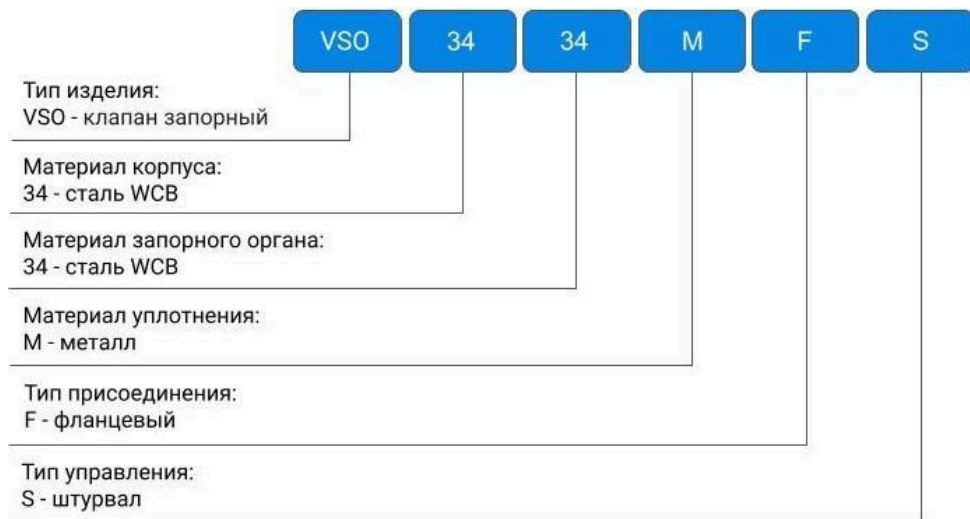 VSO 34 34 M F S
Тип изделия:
VSO - клапан запорный
Материал корпуса:
34 - сталь WCB
Материал запорного органа:
34 - сталь WCB
Материал уплотнения:
М - металл
Тип присоединения:
F - фланцевый
Тип управления:
S - штурвал